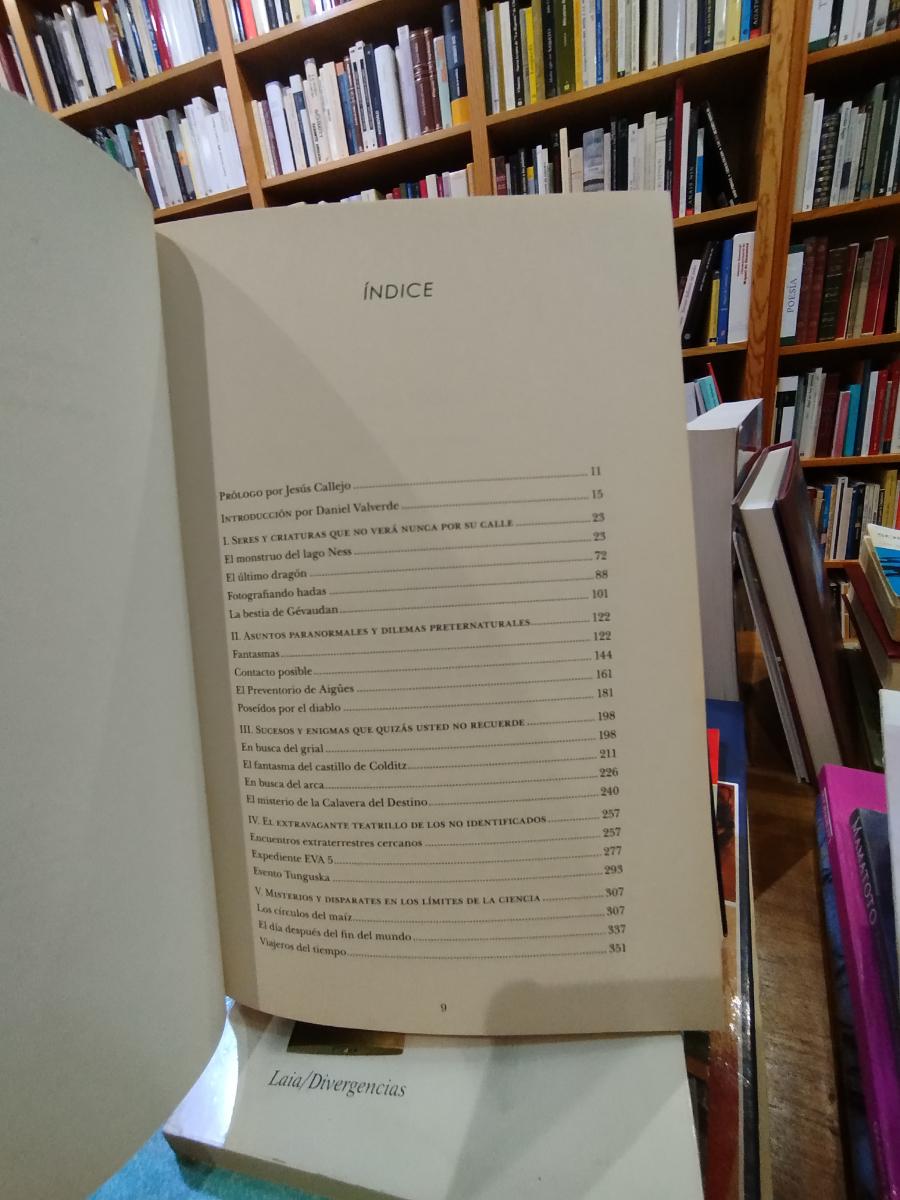 POESÍA
ÍNDICE
PRÓLOGO por Jesús Callejo 11
INTRODUCCIÓN por Daniel Valverde 15
I. SERES Y CRIATURAS QUE NO VERÁ NUNCA POR SU CALLE 23
El monstruo del lago Ness 23
El último dragón 72
Fotografiando hadas 88
La bestia de Gévaudan 101
II. ASUNTOS PARANORMALES Y DILEMAS PRETERNATURALES 122
Fantasmas 122
Contacto posible 144
El Preventorio de Aigües 161
Poseídos por el diablo 181
III. SUCESOS Y ENIGMAS QUE QUIZÁS USTED NO RECUERDE 198
En busca del grial 198
El fantasma del castillo de Colditz 211
En busca del arca 226
El misterio de la Calavera del Destino 240
IV. EL EXTRAVAGANTE TEATRILLO DE LOS NO IDENTIFICADOS 257
Encuentros extraterrestres cercanos 257
Expediente EVA 5 277
Evento Tunguska 293
V. MISTERIOS Y DISPARATES EN LOS LÍMITES DE LA CIENCIA 307
Los círculos del maíz 307
El día después del fin del mundo 337
Viajeros del tiempo 351
9
MAMATOTO
Laia/Divergencias